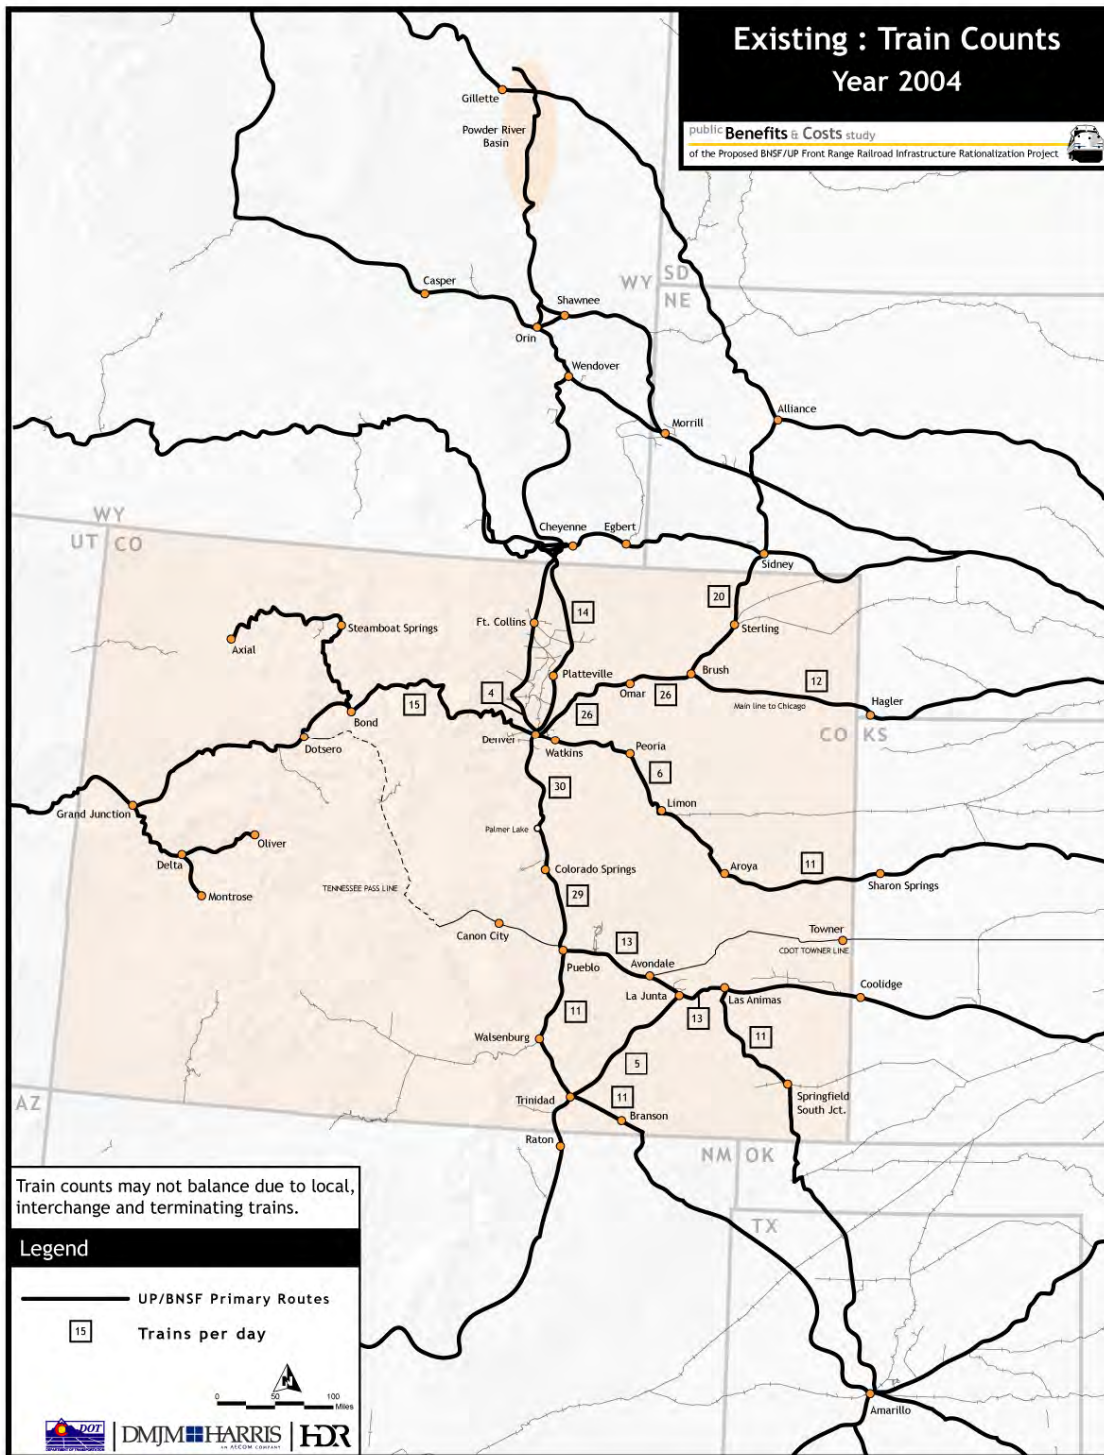 Existing : Train Counts
Year 2004
public Benefits & Costs study
of the Proposed BNSF/UP Front Range Railroad Infrastructure Rationalization Project
Gillette
Powder River
Basin
WY
SD
NE
Casper
Shawnee
Orin
Wendover
Alliance
Morrill
WY
UT
CO
Cheyenne
Egbert
Sidney
20
14
Ft. Collins
Sterling
Steamboat Springs
Axial
Platteville
Brush
4
Omar
26
12
15
Main line to Chicago
Hagler
Bond
26
Denver
Watkins
Peoria
CO
KS
Dotsero
6
30
Grand Junction
Limon
Palmer Lake
Oliver
Delta
Colorado Springs
Aroya
11
Sharon Springs
TENNESSEE PASS LINE
Montrose
29
Canon City
Towner
13
CDOT TOWNER LINE
Pueblo
Avondale
La Junta
Las Animas
Coolidge
11
13
11
Walsenburg
5
Springfield
South Jct.
Trinidad
11
Branson
AZ
Raton
NM
OK
TX
Amarillo
Train counts may not balance due to local,
interchange and terminating trains.
Legend
UP/BNSF Primary Routes
15
Trains per day
N
0 50 100
Miles
DOT
DEPARTMENT OF TRANSPORTATION
DMJM HARRIS
AN AECOM COMPANY
HDR